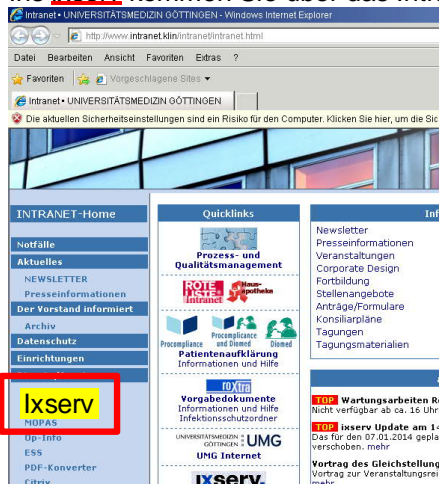 Intranet • UNIVERSITÄTSMEDIZIN GÖTTINGEN - Windows Internet Explorer
http://www.intranet.klin/intranet/intranet.html
Datei Bearbeiten Ansicht Favoriten Extras ?
Favoriten Vorgeschlagene Sites
Intranet • UNIVERSITÄTSMEDIZIN GÖTTINGEN
Die aktuellen Sicherheitseinstellungen sind ein Risiko für den Computer. Klicken Sie hier, um die Sic
INTRANET-Home
Notfälle
Aktuelles
NEWSLETTER
Presseinformationen
Der Vorstand informiert
Archiv
Datenschutz
Einrichtungen
Ixserv
MOPAS
Op-Info
ESS
PDF-Konverter
Citrix
Quicklinks
Prozess- und
Qualitätsmanagement
ROTE LISTE Intranet
Haus-apotheke
Procompliance
Procompliance und Diomed
Diomed
Patientenaufklärung
Informationen und Hilfe
roxtra
Vorgabedokumente
Informationen und Hilfe
Infektionsschutzordner
UNIVERSITÄTSMEDIZIN GÖTTINGEN UMG
UMG Internet
ixserv.
Inf
Newsletter
Presseinformationen
Veranstaltungen
Corporate Design
Fortbildung
Stellenangebote
Anträge/Formulare
Konsiliarpläne
Tagungen
Tagungsmaterialien
TOP Wartungsarbeiten R
Nicht verfügbar ab ca. 16 Uhr
TOP ixserv Update am 14
Das für den 07.01.2014 gepla
verschoben. mehr
Vortrag des Gleichstellung
Vortrag zur Veranstaltungsrei
mehr